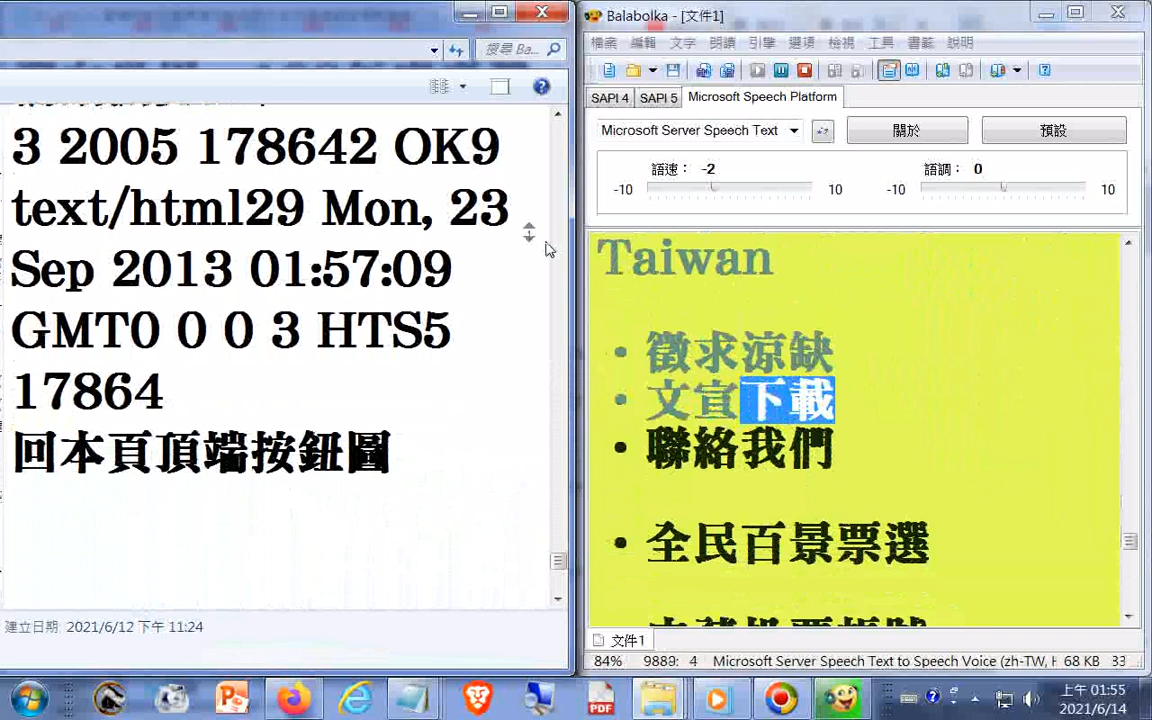 搜尋 Ba...
3 2005 178642 OK9
text/html29 Mon, 23
Sep 2013 01:57:09
GMT0 0 0 3 HTS5
17864
回本頁頂端按鈕圖
建立日期: 2021/6/12 下午 11:24
Balabolka - [文件1]
檔案 編輯 文字 朗讀 引擎 選項 檢視 工具 書籤 說明
SAPI 4 SAPI 5 Microsoft Speech Platform
Microsoft Server Speech Text 關於 預設
語速： -2 語調： 0
-10 10 -10 10
Taiwan
• 徵求涼缺
• 文宣下載
• 聯絡我們
• 全民百景票選
文件1
84% 9889: 4 Microsoft Server Speech Text to Speech Voice (zh-TW, H 68 KB 33
PDF
上午 01:55
2021/6/14